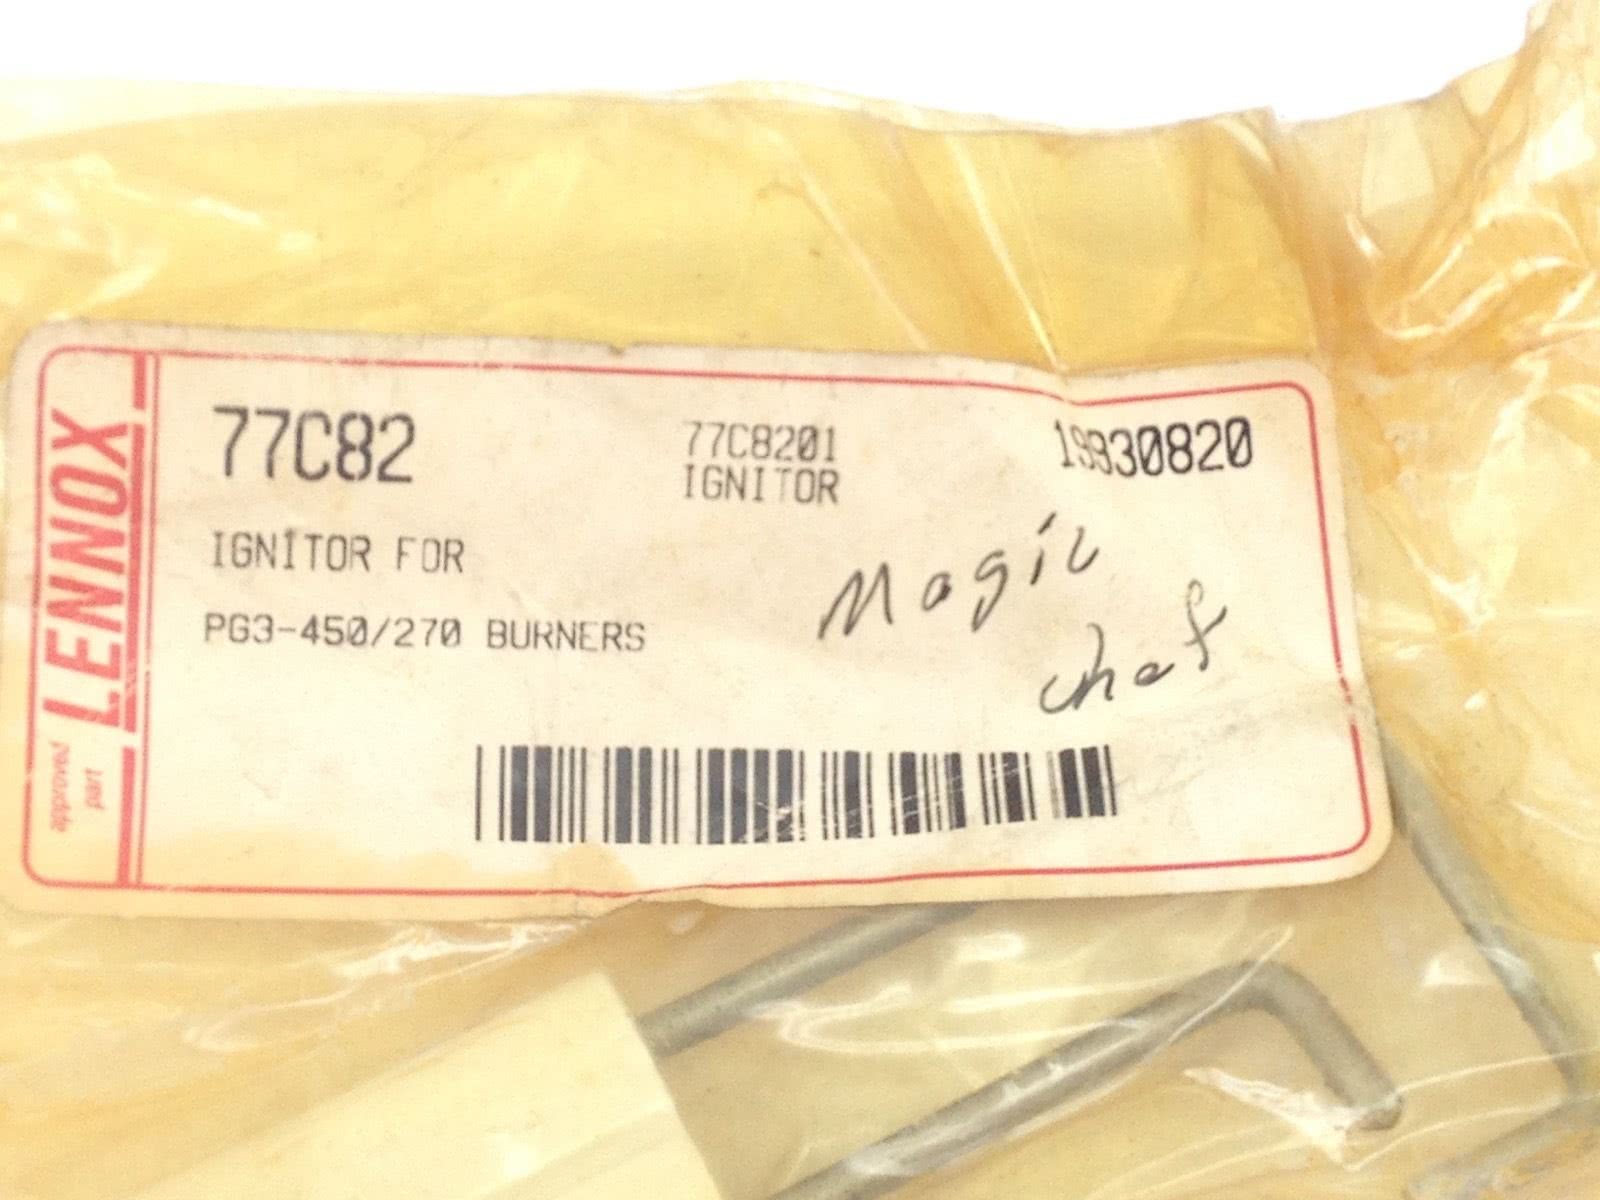 LENNOX
approved
part
77C82
77C8201
IGNITOR
19930820
IGNITOR FOR
PG3-450/270 BURNERS
Magic
chef